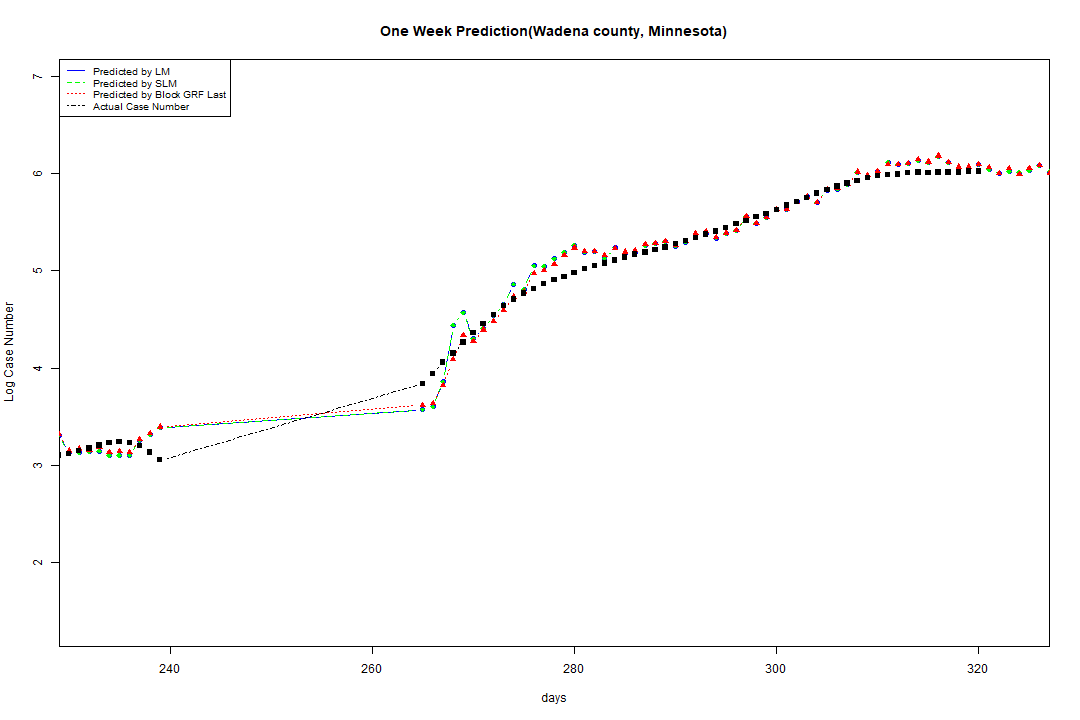 One Week Prediction(Wadena county, Minnesota)
Predicted by LM
Predicted by SLM
Predicted by Block GRF Last
Actual Case Number
7
6
5
4
3
2
Log Case Number
240 260 280 300 320
days